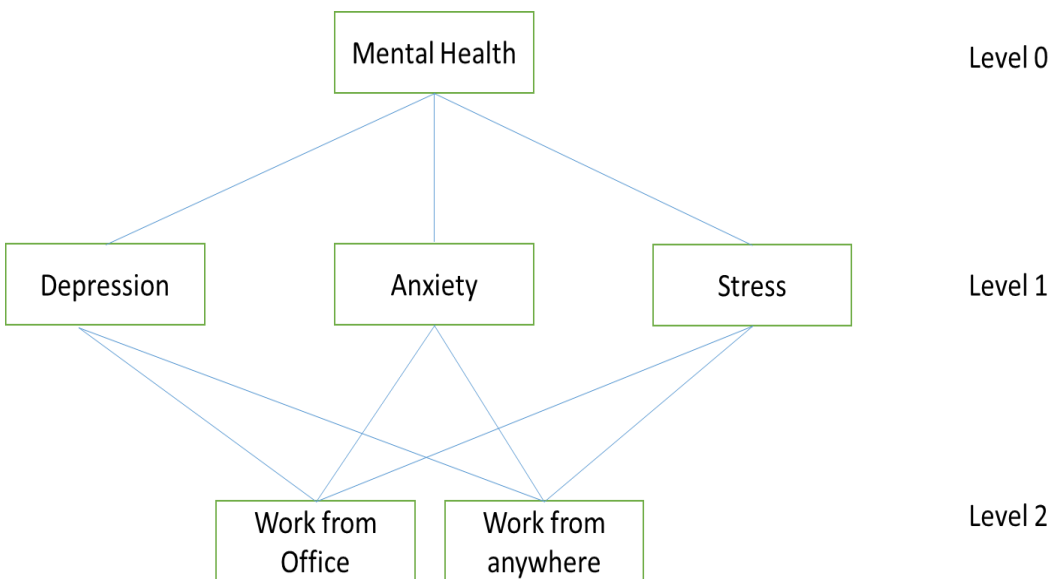 Mental Health
Level 0
Depression
Anxiety
Stress
Level 1
Work from
Office
Work from
anywhere
Level 2